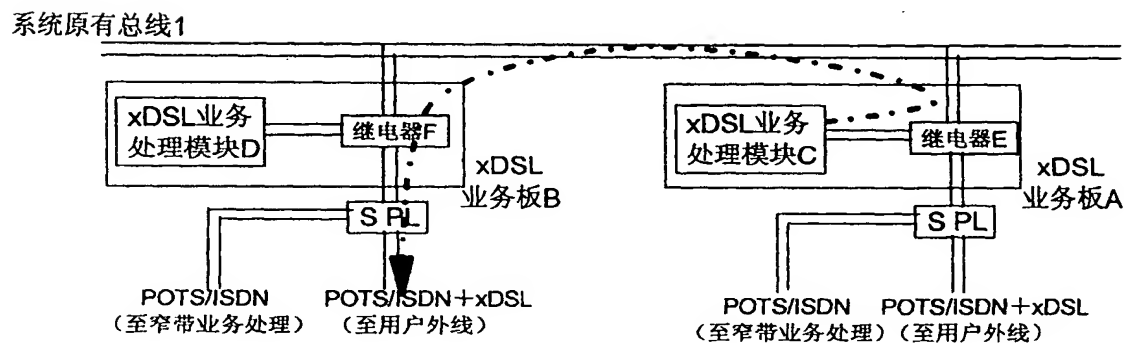 系统原有总线1
xDSL业务
处理模块D
继电器F
xDSL
业务板B
S PL
POTS/ISDN
(至窄带业务处理)
POTS/ISDN+xDSL
(至用户外线)
xDSL业务
处理模块C
继电器E
xDSL
业务板A
S PL
POTS/ISDN
(至窄带业务处理)
POTS/ISDN+xDSL
(至用户外线)